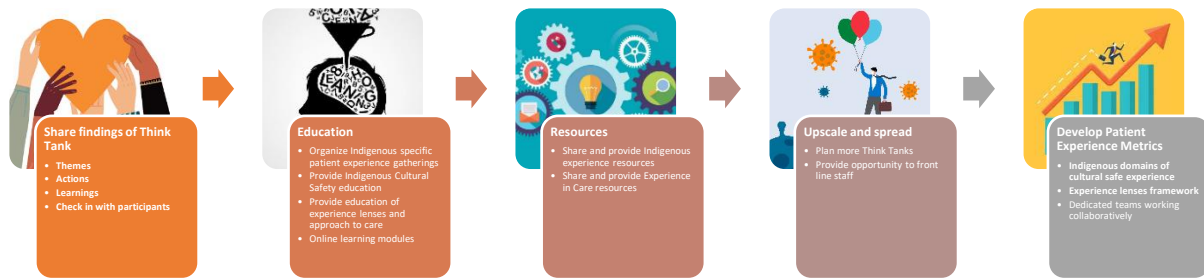 Share findings of Think
Tank
• Themes
• Actions
• Learnings
• Check in with participants
Education
• Organize Indigenous specific
patient experience gatherings
• Provide Indigenous Cultural
Safety education
• Provide education of
experience lenses and
approach to care
• Online learning modules
Resources
• Share and provide Indigenous
experience resources
• Share and provide Experience
in Care resources
Upscale and spread
• Plan more Think Tanks
• Provide opportunity to front
line staff
Develop Patient
Experience Metrics
• Indigenous domains of
cultural safe experience
• Experience lenses framework
• Dedicated teams working
collaboratively